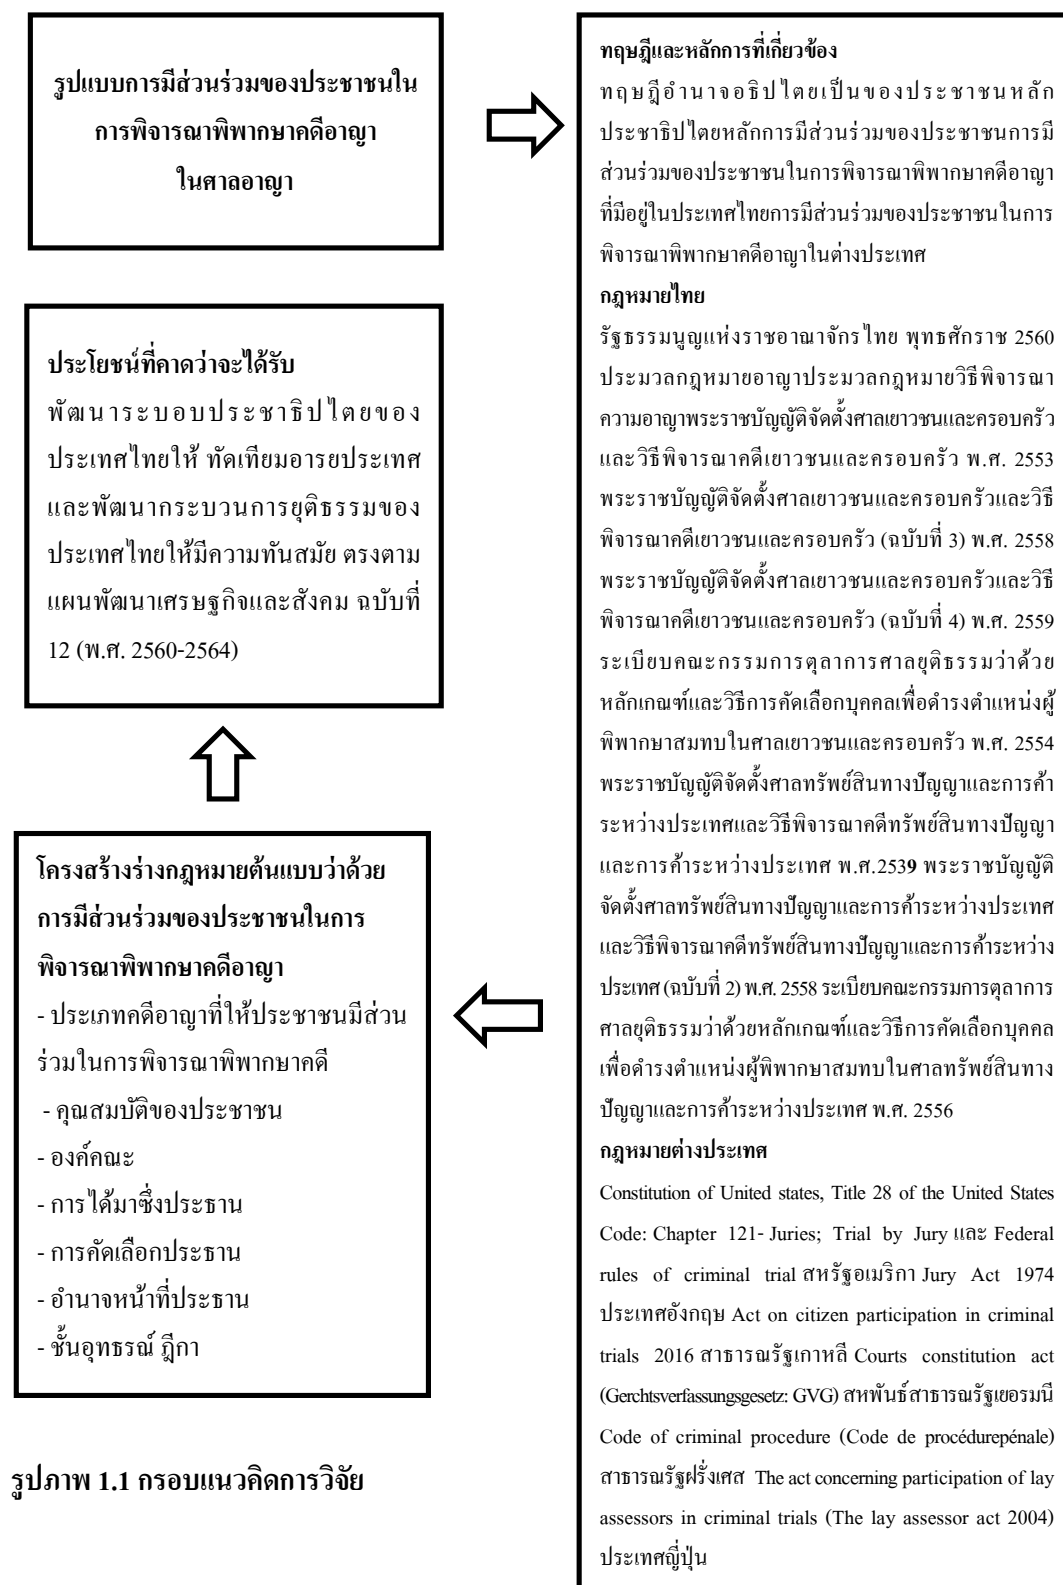 รูปแบบการมีส่วนร่วมของประชาชนใน
การพิจารณาพิพากษาคดีอาญา
ในศาลอาญา
ทฤษฎีและหลักการที่เกี่ยวข้อง
ทฤษฎีอำนาจอธิปไตยเป็นของประชาชนหลัก
ประชาธิปไตยหลักการมีส่วนร่วมของประชาชนการมี
ส่วนร่วมของประชาชนในการพิจารณาพิพากษาคดีอาญา
ที่มีอยู่ในประเทศไทยการมีส่วนร่วมของประชาชนในการ
พิจารณาพิพากษาคดีอาญาในต่างประเทศ
กฎหมายไทย
รัฐธรรมนูญแห่งราชอาณาจักรไทย พุทธศักราช 2560
ประมวลกฎหมายอาญาประมวลกฎหมายวิธีพิจารณา
ความอาญาพระราชบัญญัติจัดตั้งศาลเยาวชนและครอบครัว
และวิธีพิจารณาคดีเยาวชนและครอบครัว พ.ศ. 2553
พระราชบัญญัติจัดตั้งศาลเยาวชนและครอบครัวและวิธี
พิจารณาคดีเยาวชนและครอบครัว (ฉบับที่ 3) พ.ศ. 2558
พระราชบัญญัติจัดตั้งศาลเยาวชนและครอบครัวและวิธี
พิจารณาคดีเยาวชนและครอบครัว (ฉบับที่ 4) พ.ศ. 2559
ระเบียบคณะกรรมการตุลาการศาลยุติธรรมว่าด้วย
หลักเกณฑ์และวิธีการคัดเลือกบุคคลเพื่อดำรงตำแหน่งผู้
พิพากษาสมทบในศาลเยาวชนและครอบครัว พ.ศ. 2554
พระราชบัญญัติจัดตั้งศาลทรัพย์สินทางปัญญาและการค้า
ระหว่างประเทศและวิธีพิจารณาคดีทรัพย์สินทางปัญญา
และการค้าระหว่างประเทศ พ.ศ.2539 พระราชบัญญัติ
จัดตั้งศาลทรัพย์สินทางปัญญาและการค้าระหว่างประเทศ
และวิธีพิจารณาคดีทรัพย์สินทางปัญญาและการค้าระหว่าง
ประเทศ (ฉบับที่ 2) พ.ศ. 2558 ระเบียบคณะกรรมการตุลาการ
ศาลยุติธรรมว่าด้วยหลักเกณฑ์และวิธีการคัดเลือกบุคคล
เพื่อดำรงตำแหน่งผู้พิพากษาสมทบในศาลทรัพย์สินทาง
ปัญญาและการค้าระหว่างประเทศ พ.ศ. 2556
กฎหมายต่างประเทศ
Constitution of United states, Title 28 of the United States
Code: Chapter 121- Juries; Trial by Jury และ Federal
rules of criminal trial สหรัฐอเมริกา Jury Act 1974
ประเทศอังกฤษ Act on citizen participation in criminal
trials 2016 สาธารณรัฐเกาหลี Courts constitution act
(Gerchtsverfassungsgesetz: GVG) สหพันธ์สาธารณรัฐเยอรมนี
Code of criminal procedure (Code de procédurepénale)
สาธารณรัฐฝรั่งเศส The act concerning participation of lay
assessors in criminal trials (The lay assessor act 2004)
ประเทศญี่ปุ่น
โครงสร้างร่างกฎหมายต้นแบบว่าด้วย
การมีส่วนร่วมของประชาชนในการ
พิจารณาพิพากษาคดีอาญา
- ประเภทคดีอาญาที่ให้ประชาชนมีส่วน
ร่วมในการพิจารณาพิพากษาคดี
- คุณสมบัติของประชาชน
- องค์คณะ
- การได้มาซึ่งประธาน
- การคัดเลือกประธาน
- อำนาจหน้าที่ประธาน
- ชั้นอุทธรณ์ ฎีกา
ประโยชน์ที่คาดว่าจะได้รับ
พัฒนาระบอบประชาธิปไตยของ
ประเทศไทยให้ ทัดเทียมอารยประเทศ
และพัฒนากระบวนการยุติธรรมของ
ประเทศไทยให้มีความทันสมัย ตรงตาม
แผนพัฒนาเศรษฐกิจและสังคม ฉบับที่
12 (พ.ศ. 2560-2564)
รูปภาพ 1.1 กรอบแนวคิดการวิจัย